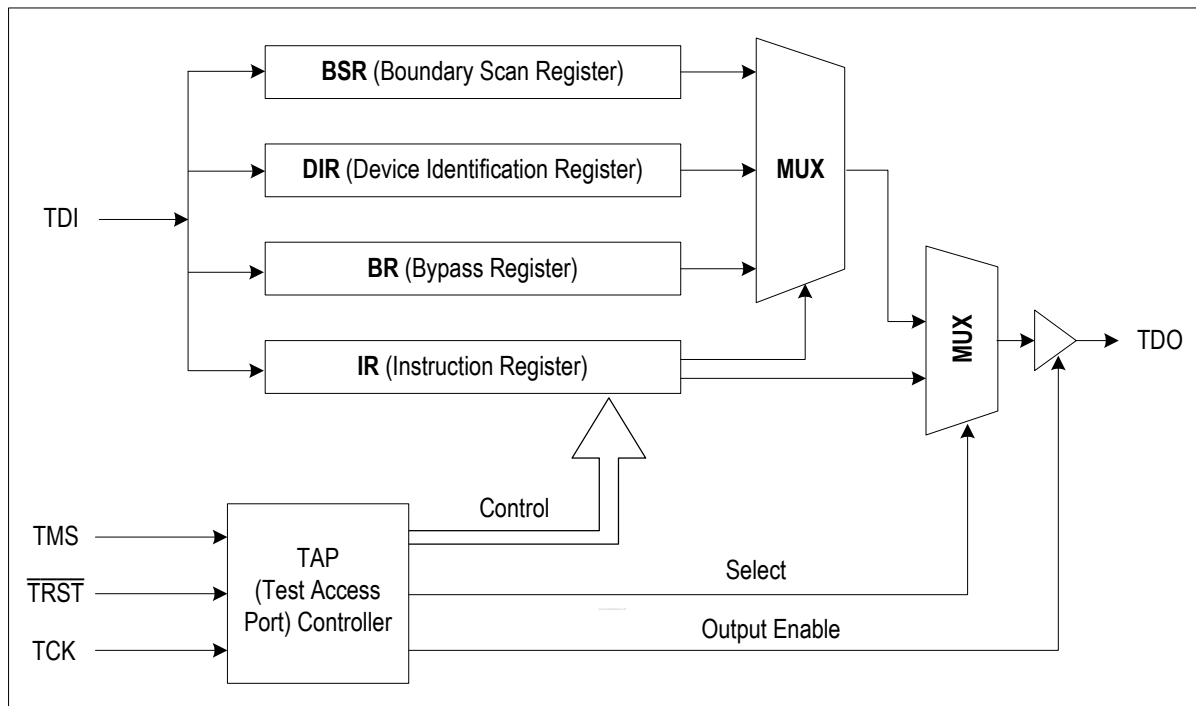 BSR (Boundary Scan Register)
DIR (Device Identification Register)
MUX
TDI
BR (Bypass Register)
MUX
TDO
IR (Instruction Register)
Control
TMS
TAP
(Test Access
Port) Controller
TRST
Select
Output Enable
TCK